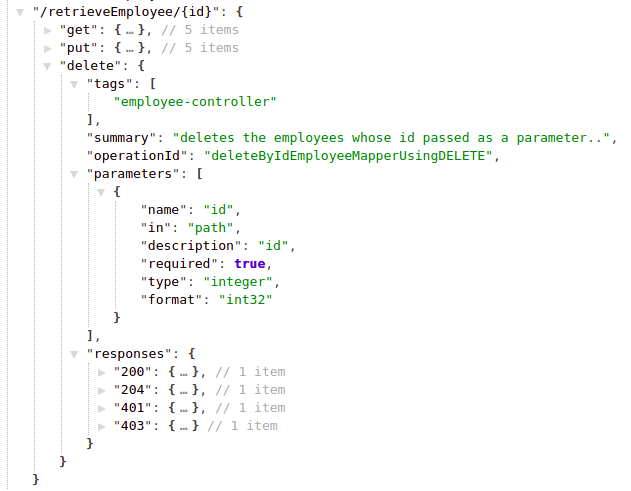 "/retrieveEmployee/{id}": {
"get": { … }, // 5 items
"put": { … }, // 5 items
"delete": {
"tags": [
"employee-controller"
],
"summary": "deletes the employees whose id passed as a parameter..",
"operationId": "deleteByIdEmployeeMapperUsingDELETE",
"parameters": [
{
"name": "id",
"in": "path",
"description": "id",
"required": true,
"type": "integer",
"format": "int32"
}
],
"responses": {
"200": { … }, // 1 item
"204": { … }, // 1 item
"401": { … }, // 1 item
"403": { … } // 1 item
}
}
}